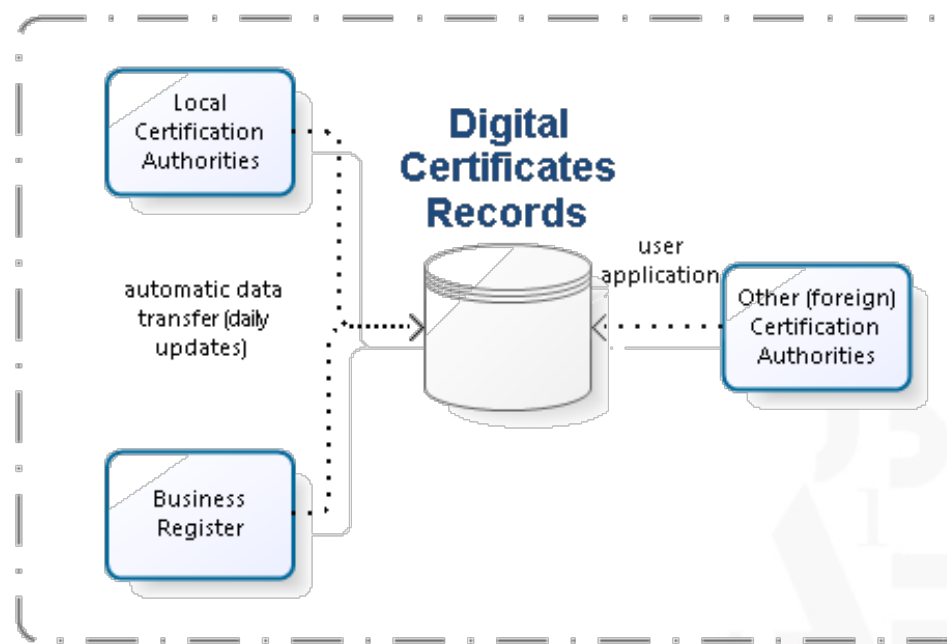 Local
Certification
Authorities
Digital
Certificates
Records
user
application
automatic data
transfer (daily
updates)
Other (foreign)
Certification
Authorities
Business
Register